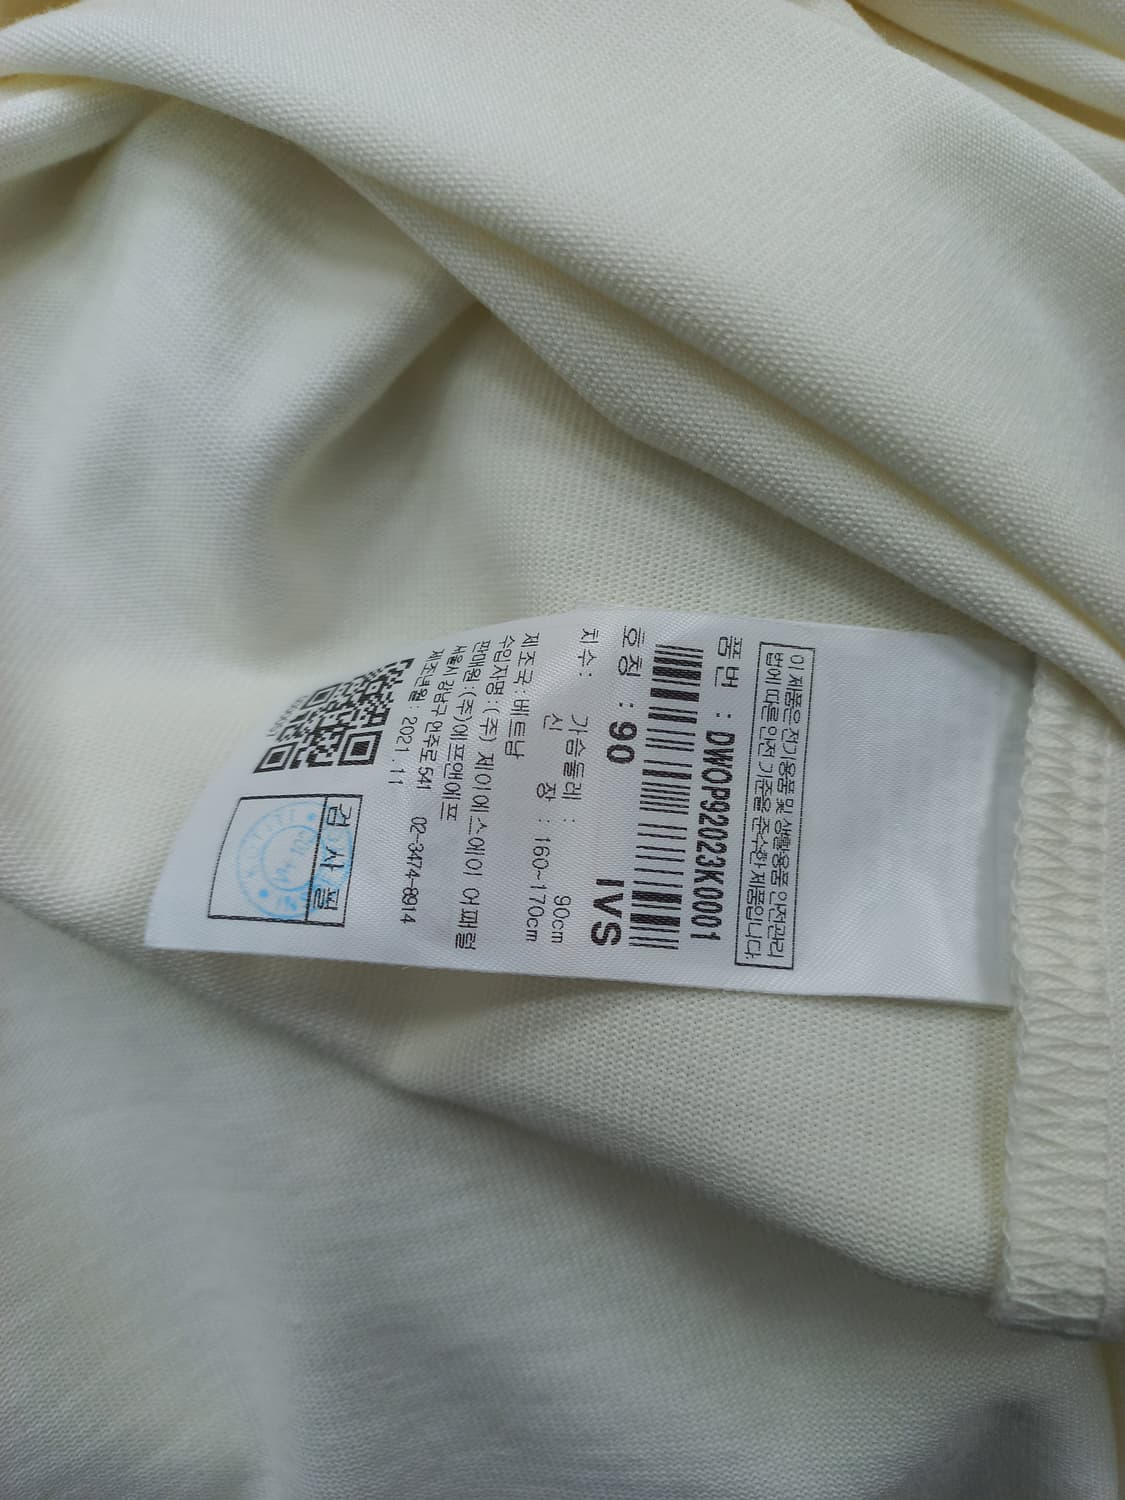 이 제품은 전기용품 및 생활용품 안전관리
법에 따른 안전 기준을 준수한 제품입니다.
품 번 : DWOP92023K0001
호칭 : 90 IVS
치수: 가슴둘레 : 90cm
신 장 : 160~170cm
제조국:베트남
수입자명:(주) 제이에스에이 어패럴
판매원:(주)에프앤에프
서울시 강남구 언주로 541 02-3474-8914
제조년월: 2021.11
검사필